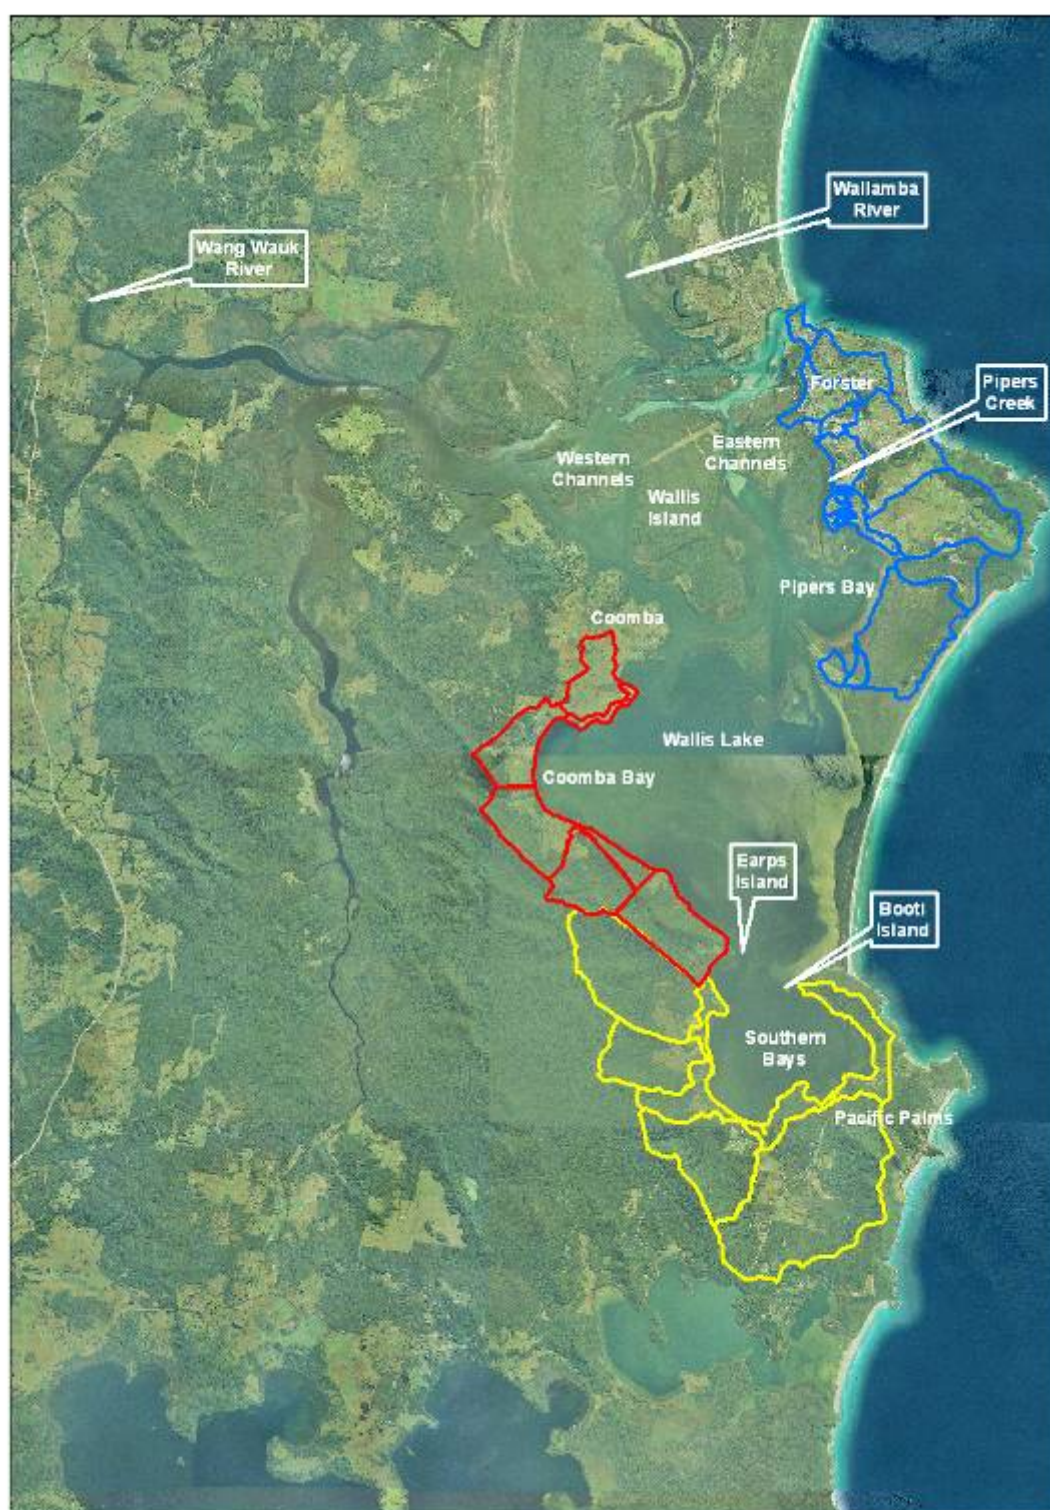 Wallamba
River
Wang Wauk
River
Forster
Pipers
Creek
Eastern
Channels
Western
Channels
Wallis
Island
Pipers Bay
Coomba
Wallis Lake
Coomba Bay
Earps
Island
Booti
Island
Southern
Bays
Pacific Palms